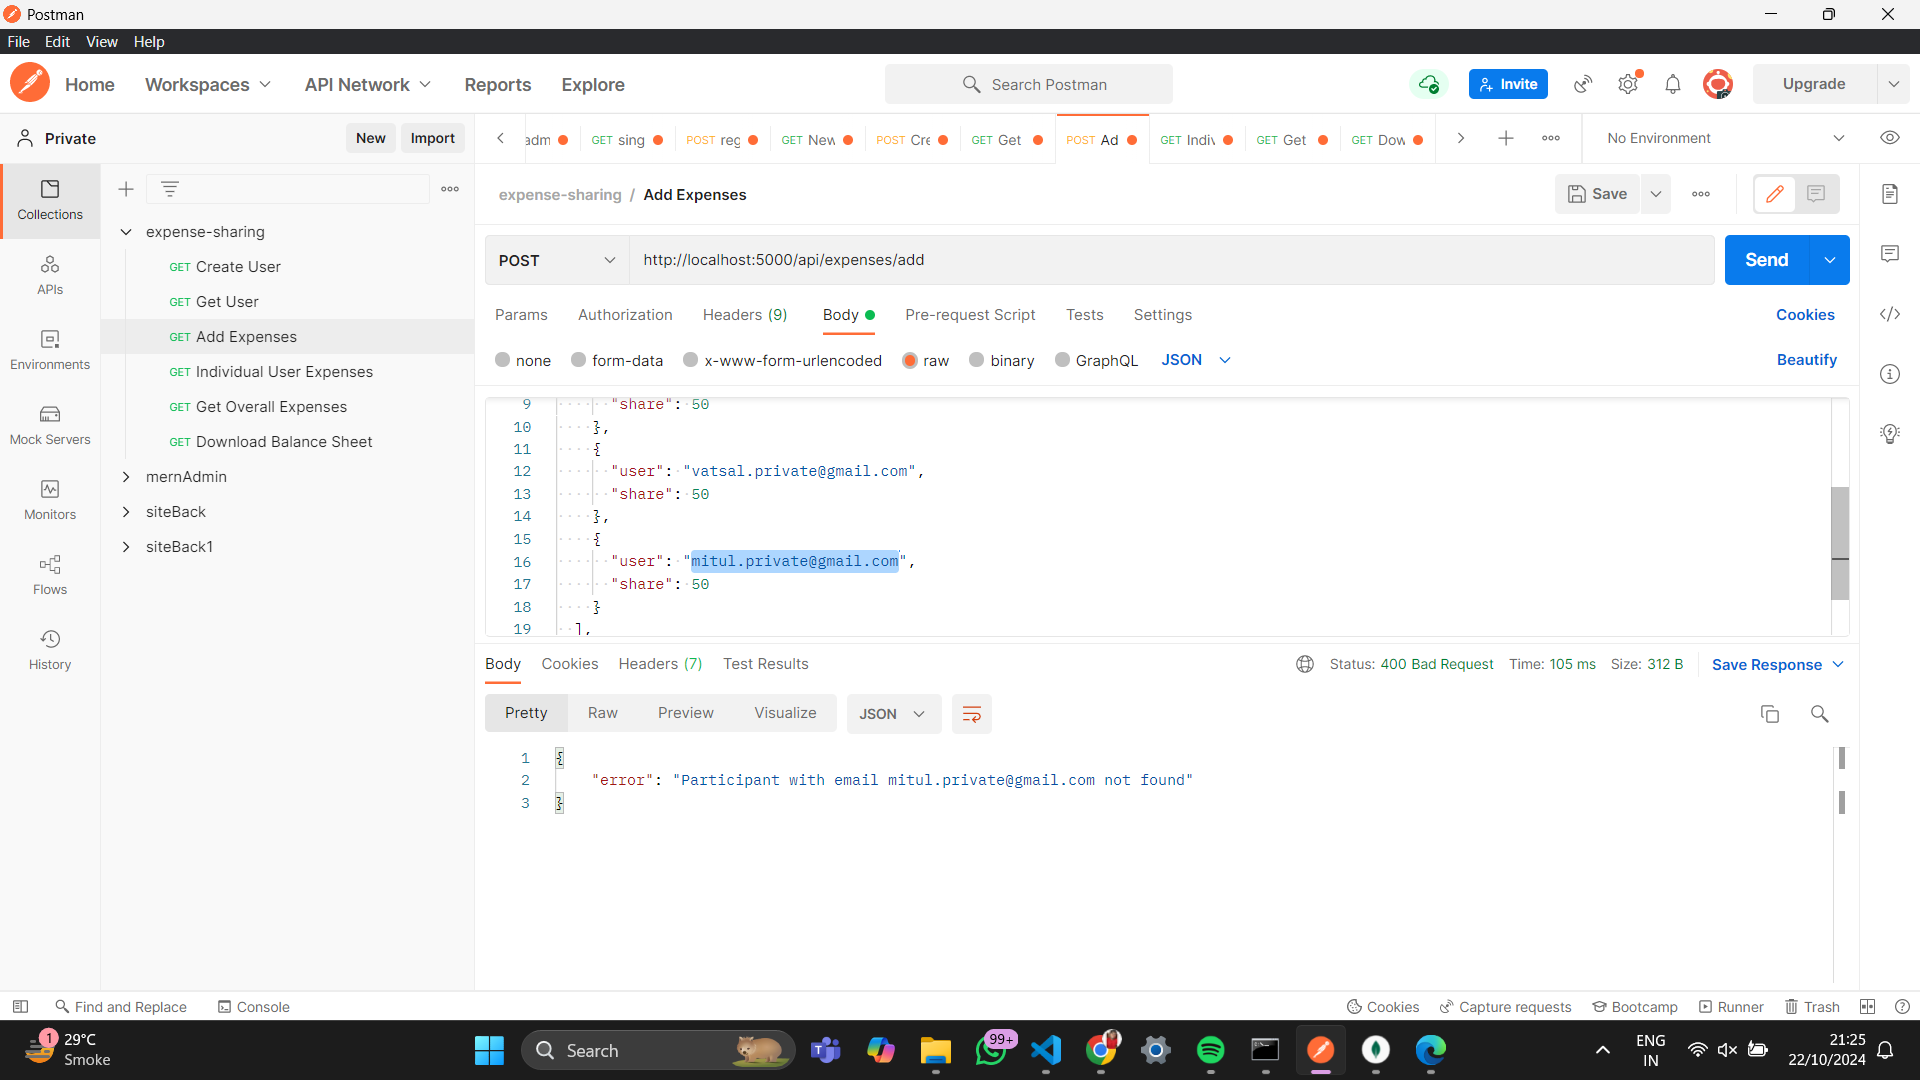 Postman
File Edit View Help
Home Workspaces API Network Reports Explore Search Postman Invite Upgrade
Private New Import
adm GET sing POST reg GET New POST Cre GET Get POST Ad GET Indiv GET Get GET Dow No Environment
Collections
APIs
Environments
Mock Servers
Monitors
Flows
History
expense-sharing
GET Create User
GET Get User
GET Add Expenses
GET Individual User Expenses
GET Get Overall Expenses
GET Download Balance Sheet
mernAdmin
siteBack
siteBack1
expense-sharing / Add Expenses Save
POST http://localhost:5000/api/expenses/add Send
Params Authorization Headers (9) Body Pre-request Script Tests Settings Cookies
none form-data x-www-form-urlencoded raw binary GraphQL JSON Beautify
9 "share": 50
10 },
11 {
12 "user": "vatsal.private@gmail.com",
13 "share": 50
14 },
15 {
16 "user": "mitul.private@gmail.com",
17 "share": 50
18 }
19 ],
Body Cookies Headers (7) Test Results Status: 400 Bad Request Time: 105 ms Size: 312 B Save Response
Pretty Raw Preview Visualize JSON
1 {
2 "error": "Participant with email mitul.private@gmail.com not found"
3 }
Find and Replace Console Cookies Capture requests Bootcamp Runner Trash
1 29°C
Smoke
Search
99+
ENG
IN
21:25
22/10/2024